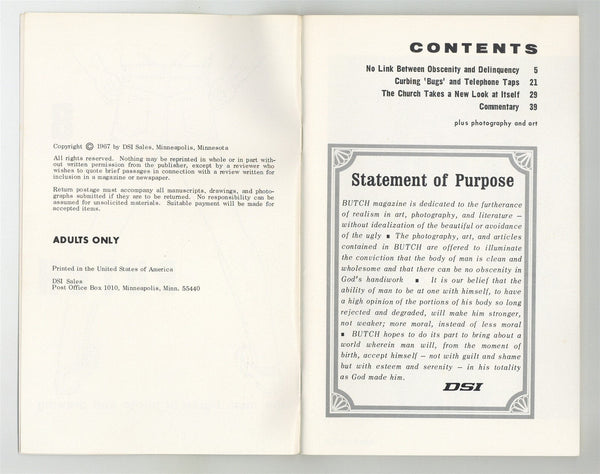 Copyright © 1967 by DSI Sales, Minneapolis, Minnesota
All rights reserved. Nothing may be reprinted in whole or in part with-
out written permission from the publisher, except by a reviewer who
wishes to quote brief passages in connection with a review written for
inclusion in a magazine or newspaper.
Return postage must accompany all manuscripts, drawings, and photo-
graphs submitted if they are to be returned. No responsibility can be
assumed for unsolicited materials. Suitable payment will be made for
accepted items.
ADULTS ONLY
Printed in the United States of America
DSI Sales
Post Office Box 1010, Minneapolis, Minn. 55440
CONTENTS
No Link Between Obscenity and Delinquency 5
Curbing 'Bugs' and Telephone Taps 21
The Church Takes a New Look at Itself 29
Commentary 39
plus photography and art
Statement of Purpose
BUTCH magazine is dedicated to the furtherance
of realism in art, photography, and literature —
without idealization of the beautiful or avoidance
of the ugly ■ The photography, art, and articles
contained in BUTCH are offered to illuminate
the conviction that the body of man is clean and
wholesome and that there can be no obscenity in
God's handiwork ■ It is our belief that the
ability of man to be at one with himself, to have
a high opinion of the portions of his body so long
rejected and degraded, will make him stronger,
not weaker; more moral, instead of less moral
■ BUTCH hopes to do its part to bring about a
world wherein man will, from the moment of
birth, accept himself — not with guilt and shame
but with esteem and serenity — in his totality
as God made him.
DSI